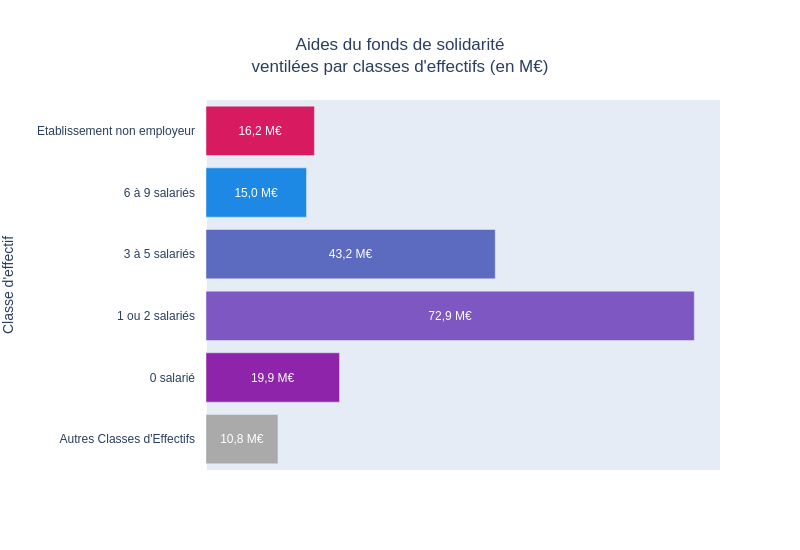 Aides du fonds de solidarité
ventilées par classes d'effectifs (en M€)
Classe d'effectif
Etablissement non employeur
16,2 M€
6 à 9 salariés
15,0 M€
3 à 5 salariés
43,2 M€
1 ou 2 salariés
72,9 M€
0 salarié
19,9 M€
Autres Classes d'Effectifs
10,8 M€